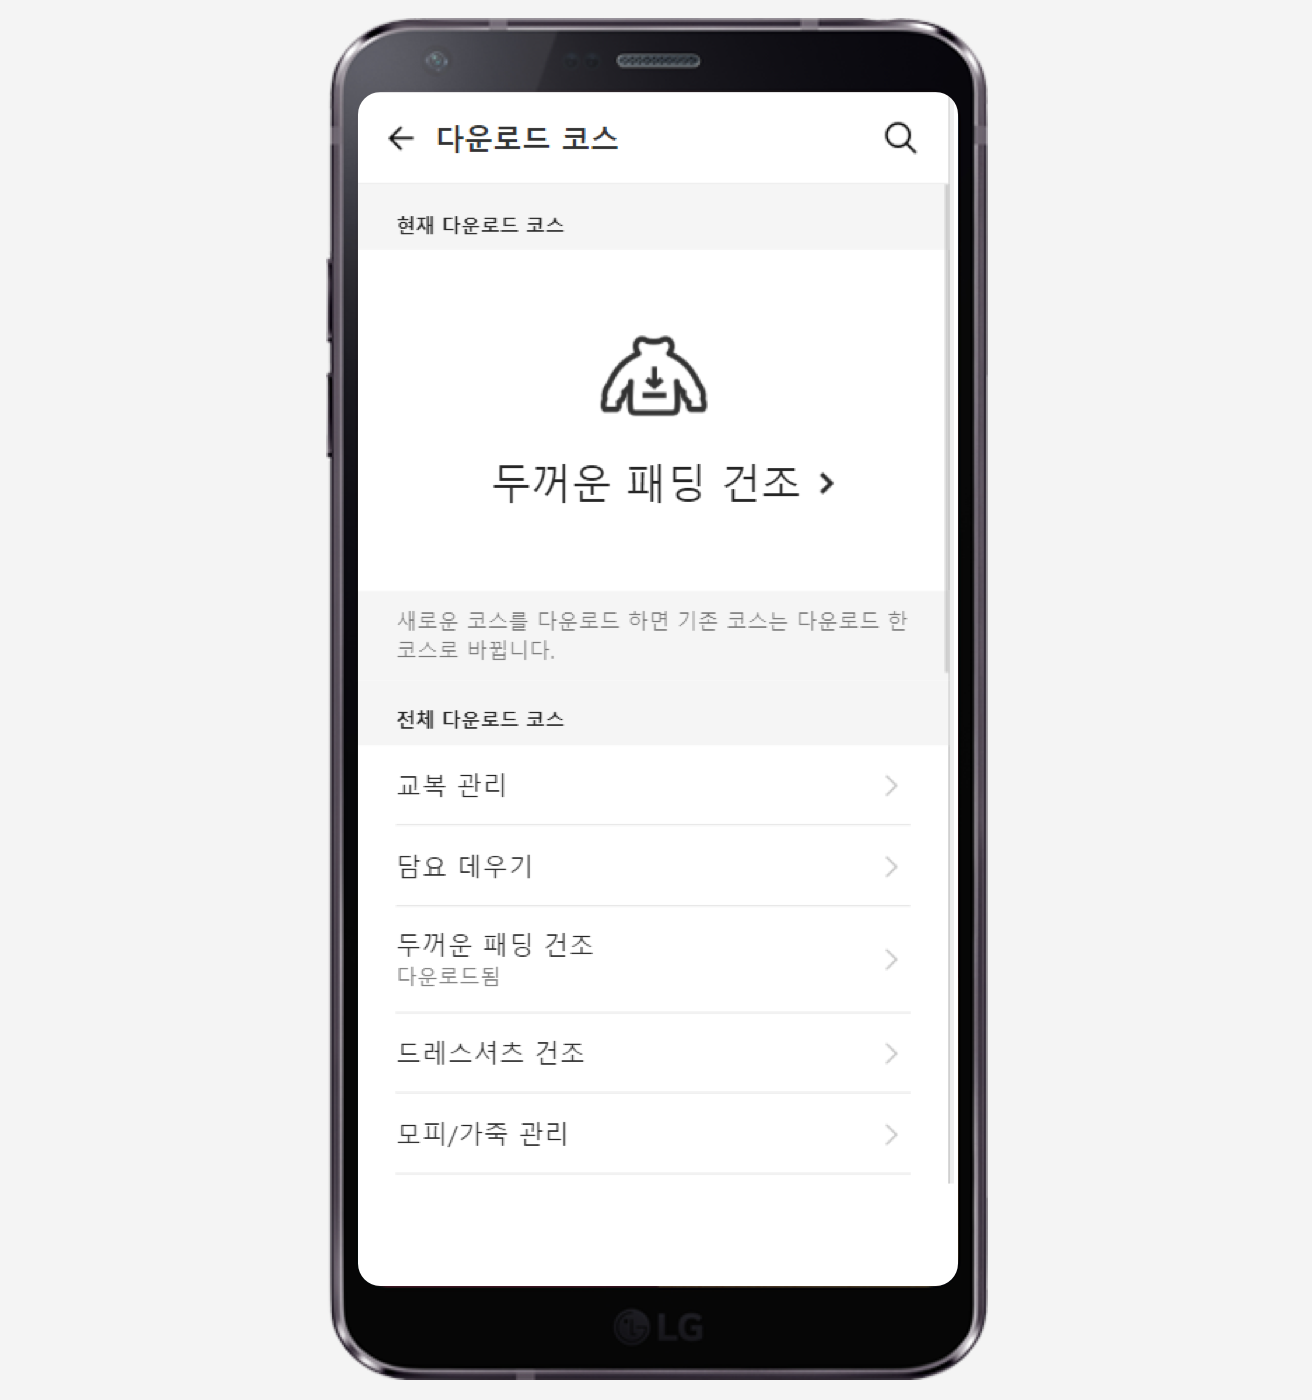 다운로드 코스
현재 다운로드 코스
두꺼운 패딩 건조
새로운 코스를 다운로드 하면 기존 코스는 다운로드 한
코스로 바뀝니다.
전체 다운로드 코스
교복 관리
담요 데우기
두꺼운 패딩 건조
다운로드됨
드레스셔츠 건조
모피/가죽 관리
LG